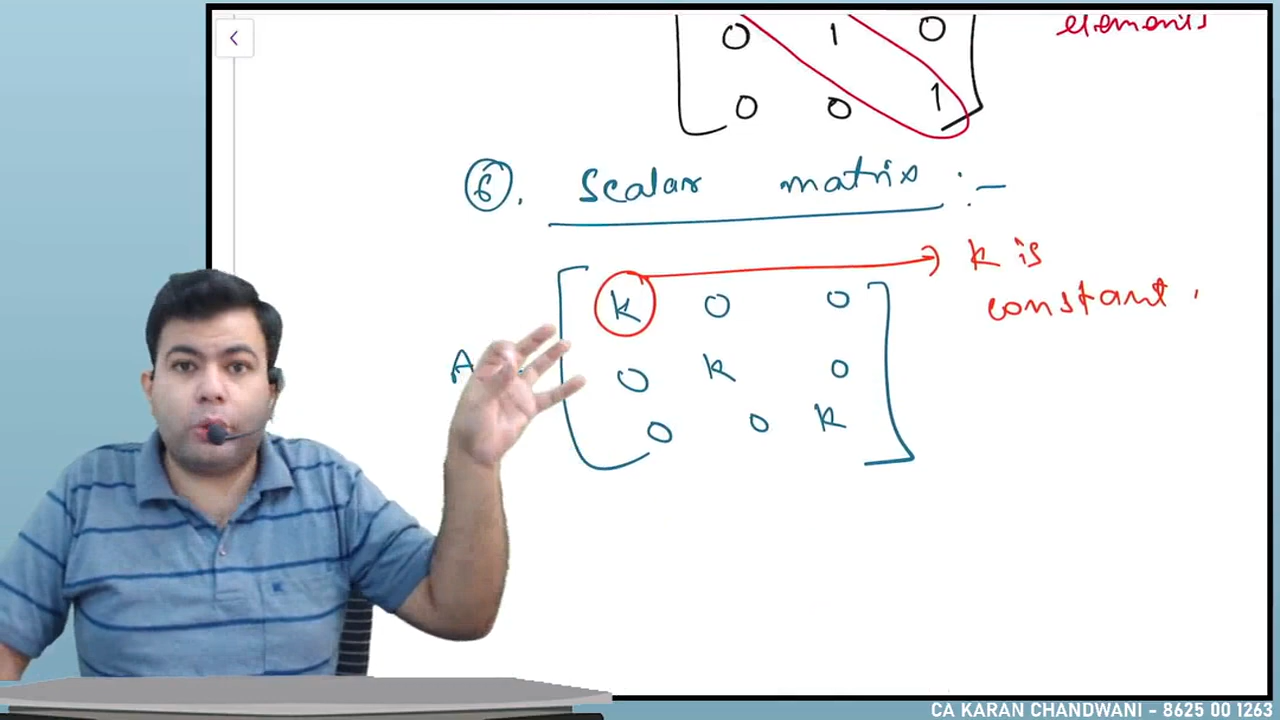 elements
0 1 0
0 0 1
6. Scalar matrix :-
K is
constant.
K 0 0
A
0 K 0
0 0 K
CA KARAN CHANDWANI - 8625 00 1263